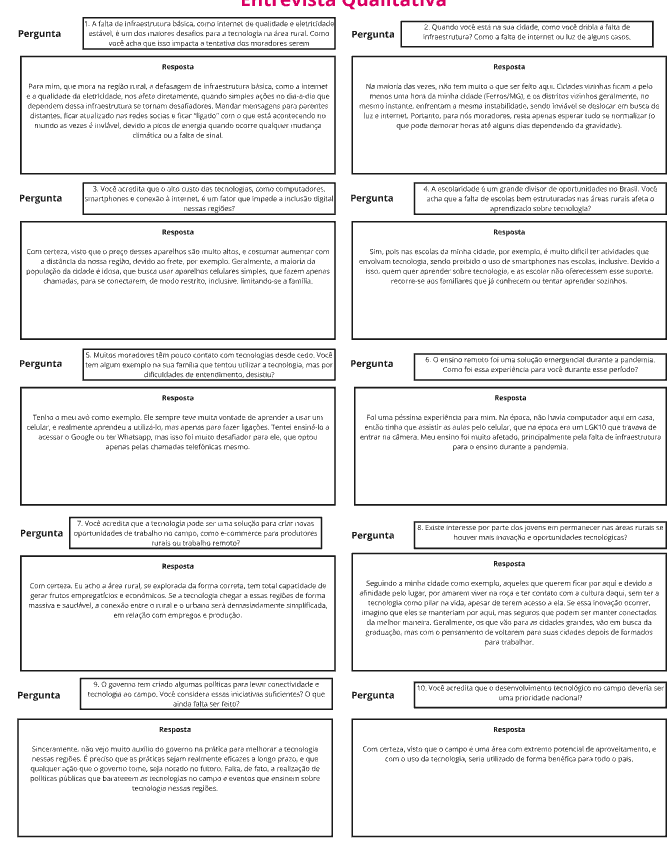 Entrevista Qualitativa
Pergunta
1. A falta de infraestrutura básica, como internet de qualidade e eletricidade
estável, é um dos maiores desafios para a tecnologia na área rural. Como
você acha que isso impacta a tentativa dos moradores serem
Resposta
Para mim, que mora na região rural, a defasagem de infraestrutura básica, como a internet
e a qualidade da eletricidade, nos afeta diretamente, quando simples ações no dia-a-dia que
dependem dessa infraestrutura se tornam desafiadores. Mandar mensagens para parentes
distantes, ficar atualizado nas redes sociais e ficar "ligado" com o que está acontecendo no
mundo as vezes é inviável, devido a picos de energia quando ocorre qualquer mudança
climática ou a falta de sinal.
Pergunta
2. Quando você está na sua cidade, como você dribla a falta de
infraestrutura? Como a falta de internet ou luz de alguns casos.
Resposta
Na maioria das vezes, não tem muito o que ser feito aqui. Cidades vizinhas ficam a pelo
menos uma hora da minha cidade (Ferros/MG), e os distritos vizinhos geralmente, no
mesmo instante, enfrentam a mesma instabilidade, sendo inviável se deslocar em busca de
luz e internet. Portanto, para nós moradores, resta apenas esperar tudo se normalizar (o
que pode demorar horas até alguns dias dependendo da gravidade).
Pergunta
3. Você acredita que o alto custo das tecnologias, como computadores,
smartphones e conexão à internet, é um fator que impede a inclusão digital
nessas regiões?
Resposta
Com certeza, visto que o preço desses aparelhos são muito altos, e costumar aumentar com
a distância da nossa região, devido ao frete, por exemplo. Geralmente, a maioria da
população da cidade é idosa, que busca usar aparelhos celulares simples, que fazem apenas
chamadas, para se conectarem, de modo restrito, inclusive, limitando-se a família.
Pergunta
4. A escolaridade é um grande divisor de oportunidades no Brasil. Você
acha que a falta de escolas bem estruturadas nas áreas rurais afeta o
aprendizado sobre tecnologia?
Resposta
Sim, pois nas escolas da minha cidade, por exemplo, é muito difícil ter atividades que
envolvam tecnologia, sendo proibido o uso de smartphones nas escolas, inclusive. Devido a
isso, quem quer aprender sobre tecnologia, e as escolar não oferecessem esse suporte,
recorre-se aos familiares que já conhecem ou tentar aprender sozinhos.
Pergunta
5. Muitos moradores têm pouco contato com tecnologias desde cedo. Você
tem algum exemplo na sua família que tentou utilizar a tecnologia, mas por
dificuldades de entendimento, desistiu?
Resposta
Tenho o meu avô como exemplo. Ele sempre teve muita vontade de aprender a usar um
celular, e realmente aprendeu a utilizá-lo, mas apenas para fazer ligações. Tentei ensiná-lo a
acessar o Google ou ter Whatsapp, mas isso foi muito desafiador para ele, que optou
apenas pelas chamadas telefônicas mesmo.
Pergunta
6. O ensino remoto foi uma solução emergencial durante a pandemia.
Como foi essa experiência para você durante esse período?
Resposta
Foi uma péssima experiência para mim. Na época, não havia computador aqui em casa,
então tinha que assistir as aulas pelo celular, que na época era um LGK10 que travava de
entrar na câmera. Meu ensino foi muito afetado, principalmente pela falta de infraestrutura
para o ensino durante a pandemia.
Pergunta
7. Você acredita que a tecnologia pode ser uma solução para criar novas
oportunidades de trabalho no campo, como e-commerce para produtores
rurais ou trabalho remoto?
Resposta
Com certeza. Eu acho a área rural, se explorada da forma correta, tem total capacidade de
gerar frutos empregatícios e econômicos. Se a tecnologia chegar a essas regiões de forma
massiva e saudável, a conexão entre o rural e o urbano será demasiadamente simplificada,
em relação com empregos e produção.
Pergunta
8. Existe interesse por parte dos jovens em permanecer nas áreas rurais se
houver mais inovação e oportunidades tecnológicas?
Resposta
Seguindo a minha cidade como exemplo, aqueles que querem ficar por aqui e devido a
afinidade pelo lugar, por amarem viver na roça e ter contato com a cultura daqui, sem ter a
tecnologia como pilar na vida, apesar de terem acesso a ela. Se essa inovação ocorrer,
imagino que eles se manteriam por aqui, mas seguros que podem ser manter conectados
da melhor maneira. Geralmente, os que vão para as cidades grandes, vão em busca da
graduação, mas com o pensamento de voltarem para suas cidades depois de formados
para trabalhar.
Pergunta
9. O governo tem criado algumas políticas para levar conectividade e
tecnologia ao campo. Você considera essas iniciativas suficientes? O que
ainda falta ser feito?
Resposta
Sinceramente, não vejo muito auxílio do governo na prática para melhorar a tecnologia
nessas regiões. É preciso que as práticas sejam realmente eficazes a longo prazo, e que
qualquer ação que o governo tome, seja notado no futuro. Falta, de fato, a realização de
políticas públicas que barateem as tecnologias no campo e eventos que ensinem sobre
tecnologia nessas regiões.
Pergunta
10. Você acredita que o desenvolvimento tecnológico no campo deveria ser
uma prioridade nacional?
Resposta
Com certeza, visto que o campo é uma área com extremo potencial de aproveitamento, e
com o uso da tecnologia, seria utilizado de forma benéfica para todo o país.